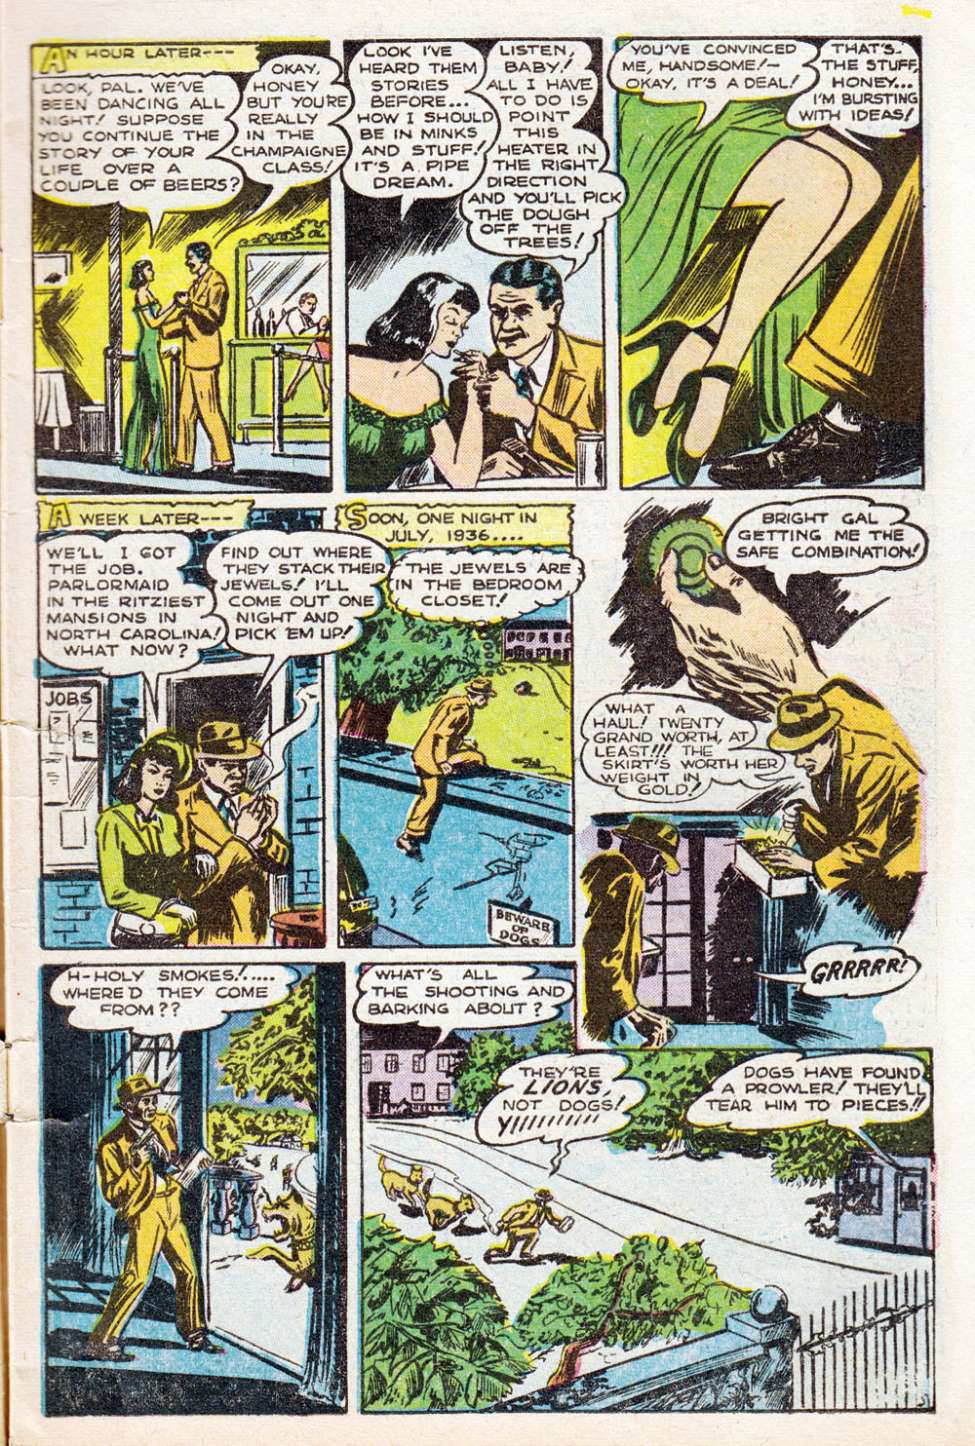 AN HOUR LATER---
LOOK, PAL. WE'VE
BEEN DANCING ALL
NIGHT! SUPPOSE
YOU CONTINUE THE
STORY OF YOUR
LIFE OVER A
COUPLE OF BEERS?
OKAY,
HONEY
BUT YOU'RE
REALLY
IN THE
CHAMPAIGNE
CLASS!
LOOK I'VE
HEARD THEM
STORIES
BEFORE...
HOW I SHOULD
BE IN MINKS
AND STUFF!
IT'S A PIPE
DREAM.
LISTEN,
BABY!
ALL I HAVE
TO DO IS
POINT
THIS
HEATER IN
THE RIGHT
DIRECTION
AND YOU'LL PICK
THE DOUGH
OFF THE
TREES!
YOU'VE CONVINCED
ME, HANDSOME!-
OKAY, IT'S A DEAL!
THAT'S-
THE STUFF,
HONEY...
I'M BURSTING
WITH IDEAS!
A WEEK LATER---
WE'LL I GOT
THE JOB.
PARLORMAID
IN THE RITZIEST
MANSIONS IN
NORTH CAROLINA!
WHAT NOW?
FIND OUT WHERE
THEY STACK THEIR
JEWELS! I'LL
COME OUT ONE
NIGHT AND
PICK 'EM UP!
JOBS
SOON, ONE NIGHT IN
JULY, 1936....
THE JEWELS ARE
IN THE BEDROOM
CLOSET!
BEWARE
OF
DOGS
BRIGHT GAL
GETTING ME THE
SAFE COMBINATION!
WHAT A
HAUL! TWENTY
GRAND WORTH, AT
LEAST!!! THE
SKIRT'S WORTH HER
WEIGHT IN
GOLD!
GRRRRR!
H-HOLY SMOKES!.....
WHERE'D THEY COME
FROM??
WHAT'S ALL
THE SHOOTING AND
BARKING ABOUT?
THEY'RE
LIONS,
NOT DOGS!
YIIIIIIII!
DOGS HAVE FOUND
A PROWLER! THEY'LL
TEAR HIM TO PIECES!!